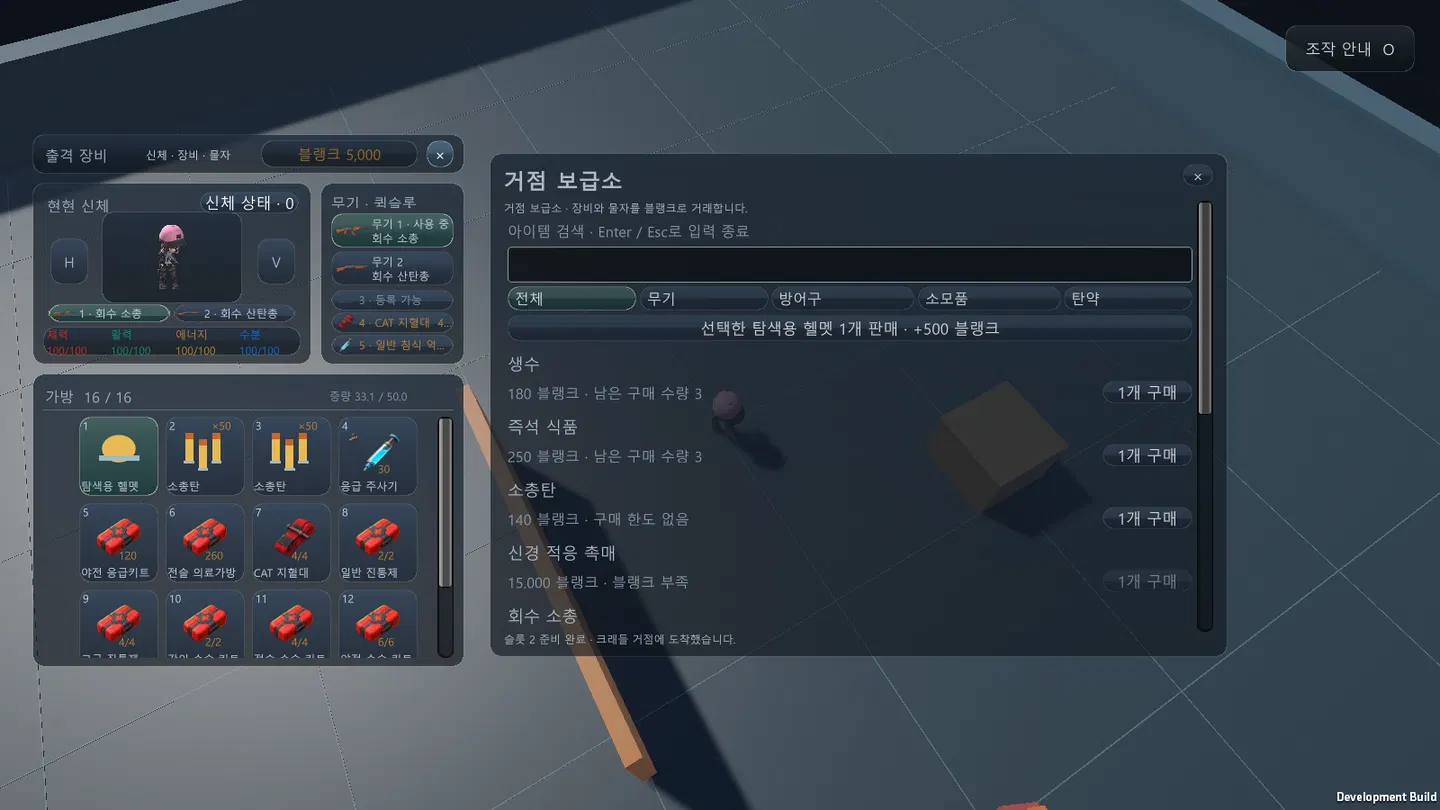 조작 안내 O
출격 장비
신체 · 장비 · 물자
블랭크 5,000
×
현현 신체
신체 상태 · 0
H
V
1 · 회수 소총
2 · 회수 산탄총
체력
활력
에너지
수분
100/100
100/100
100/100
100/100
무기 · 퀵슬루
무기 1 · 사용 중
회수 소총
무기 2
회수 산탄총
3 · 등록 가능
4 · CAT 지혈대 4...
5 · 일반 침식 억...
가방 16 / 16
중량 33.1 / 50.0
1
탐색용 헬멧
2
×50
소총탄
3
×50
소총탄
4
30
응급 주사기
5
120
야전 응급키트
6
260
전술 의료가방
7
4/4
CAT 지혈대
8
2/2
일반 진통제
9
4/4
10
2/2
11
4/4
12
6/6
거점 보급소
×
거점 보급소 · 장비와 물자를 블랭크로 거래합니다.
아이템 검색 · Enter / Esc로 입력 종료
전체
무기
방어구
소모품
탄약
선택한 탐색용 헬멧 1개 판매 · +500 블랭크
생수
180 블랭크 · 남은 구매 수량 3
1개 구매
즉석 식품
250 블랭크 · 남은 구매 수량 3
1개 구매
소총탄
140 블랭크 · 구매 한도 없음
1개 구매
신경 적응 촉매
15,000 블랭크 · 블랭크 부족
1개 구매
회수 소총
슬롯 2 준비 완료 · 크래들 거점에 도착했습니다.
Development Build